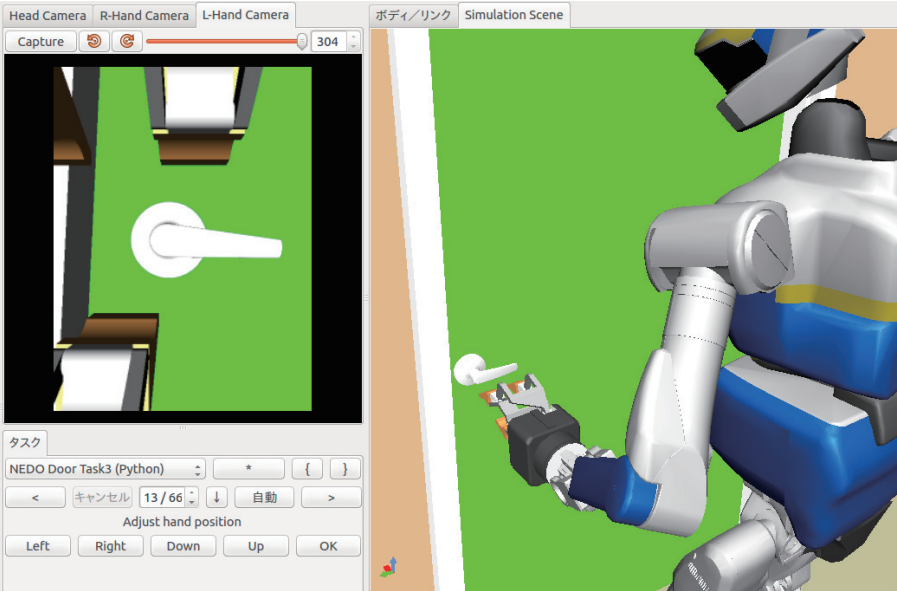 Head Camera R-Hand Camera L-Hand Camera
ボディ／リンク Simulation Scene
Capture 304
タスク
NEDO Door Task3 (Python) * { }
< キャンセル 13 / 66 ↓ 自動 >
Adjust hand position
Left Right Down Up OK